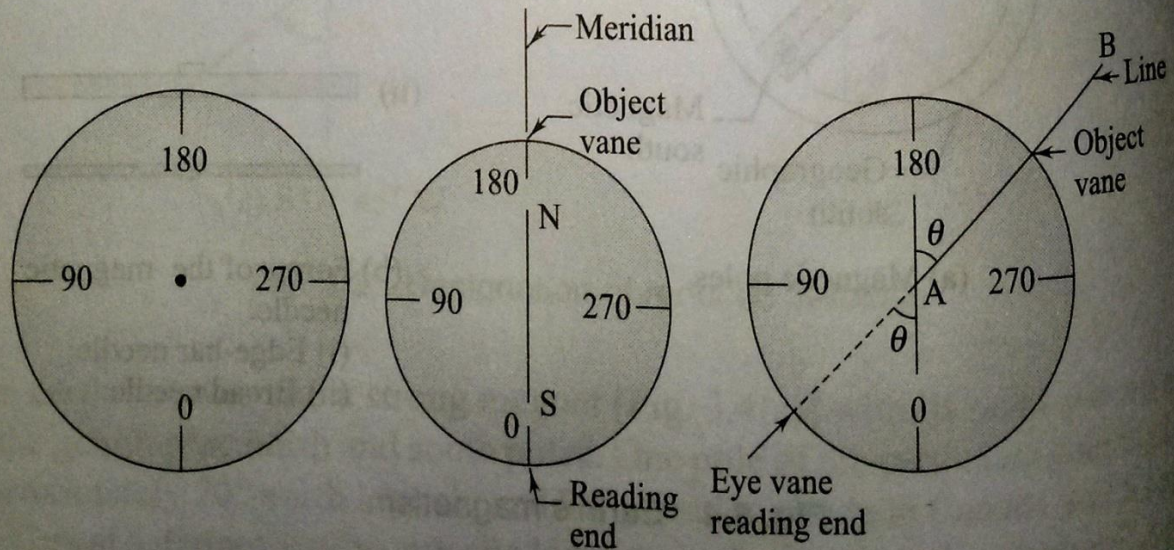 180
90
270
0
Meridian
Object
vane
180
N
90
270
S
0
Reading
end
B
Line
Object
vane
180
θ
90
A
270
θ
0
Eye vane
reading end